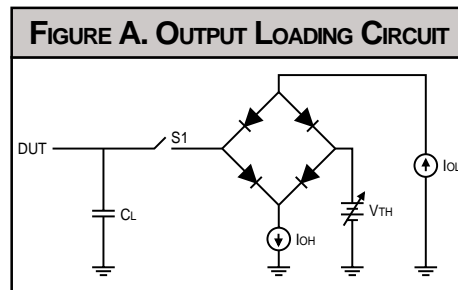 FIGURE A. OUTPUT LOADING CIRCUIT
DUT
S1
CL
IOH
VTH
IOL